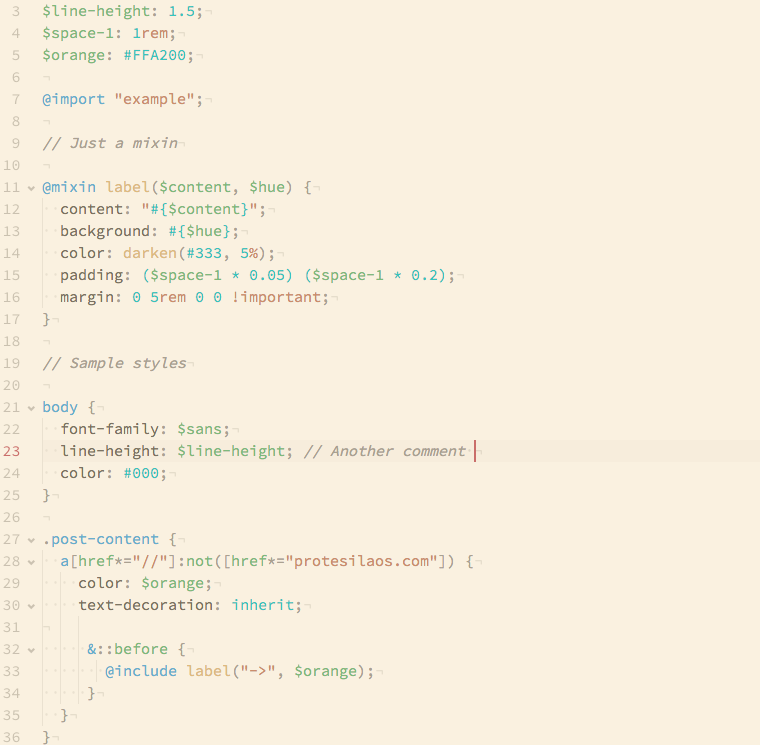 3 $line-height: 1.5;¬
4 $space-1: 1rem;¬
5 $orange: #FFA200;¬
6 ¬
7 @import "example";¬
8 ¬
9 // Just a mixin¬
10 ¬
11 @mixin label($content, $hue) {¬
12 content: "#{$content}";¬
13 background: #{$hue};¬
14 color: darken(#333, 5%);¬
15 padding: ($space-1 * 0.05) ($space-1 * 0.2);¬
16 margin: 0 5rem 0 0 !important;¬
17 }¬
18 ¬
19 // Sample styles¬
20 ¬
21 body {¬
22 font-family: $sans;¬
23 line-height: $line-height; // Another comment ¬
24 color: #000;¬
25 }¬
26 ¬
27 .post-content {¬
28 a[href*="//"]:not([href*="protesilaos.com"]) {¬
29 color: $orange;¬
30 text-decoration: inherit;¬
31 ¬
32 &::before {¬
33 @include label("->", $orange);¬
34 }¬
35 }¬
36 }¬